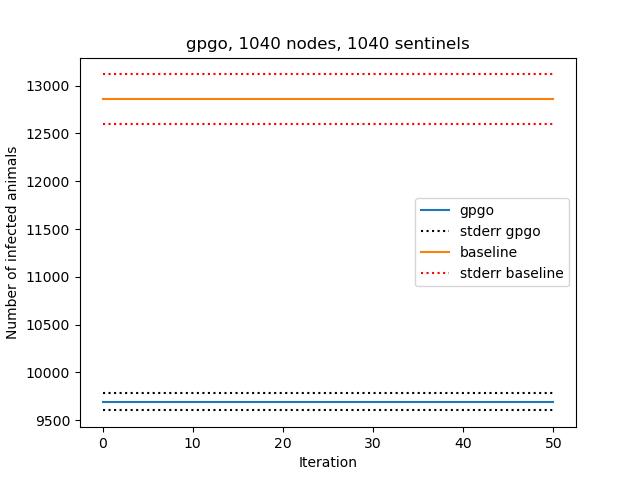 gpgo, 1040 nodes, 1040 sentinels
13000
12500
12000
11500
11000
10500
10000
9500
Number of infected animals
gpgo
stderr gpgo
baseline
stderr baseline
0 10 20 30 40 50
Iteration